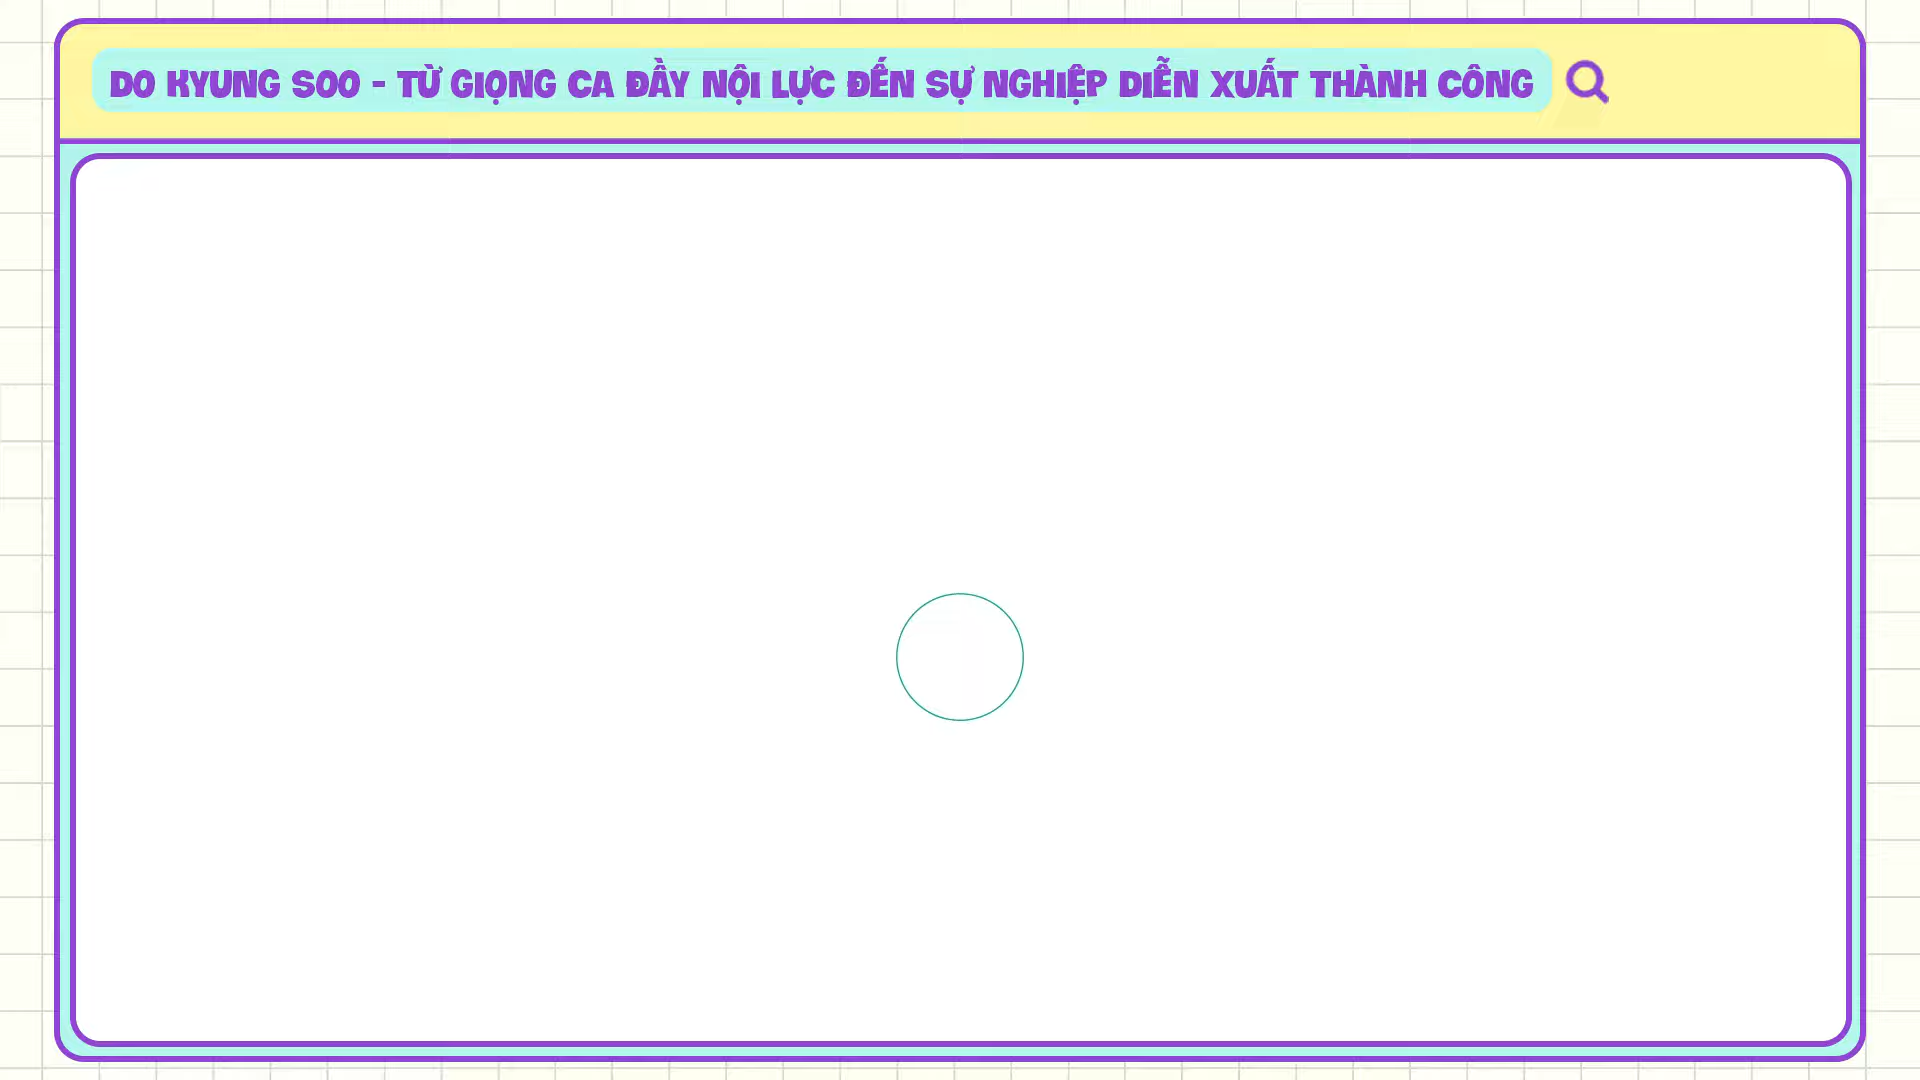 DO KYUNG SOO - TỪ GIỌNG CA ĐẦY NỘI LỰC ĐẾN SỰ NGHIỆP DIỄN XUẤT THÀNH CÔNG